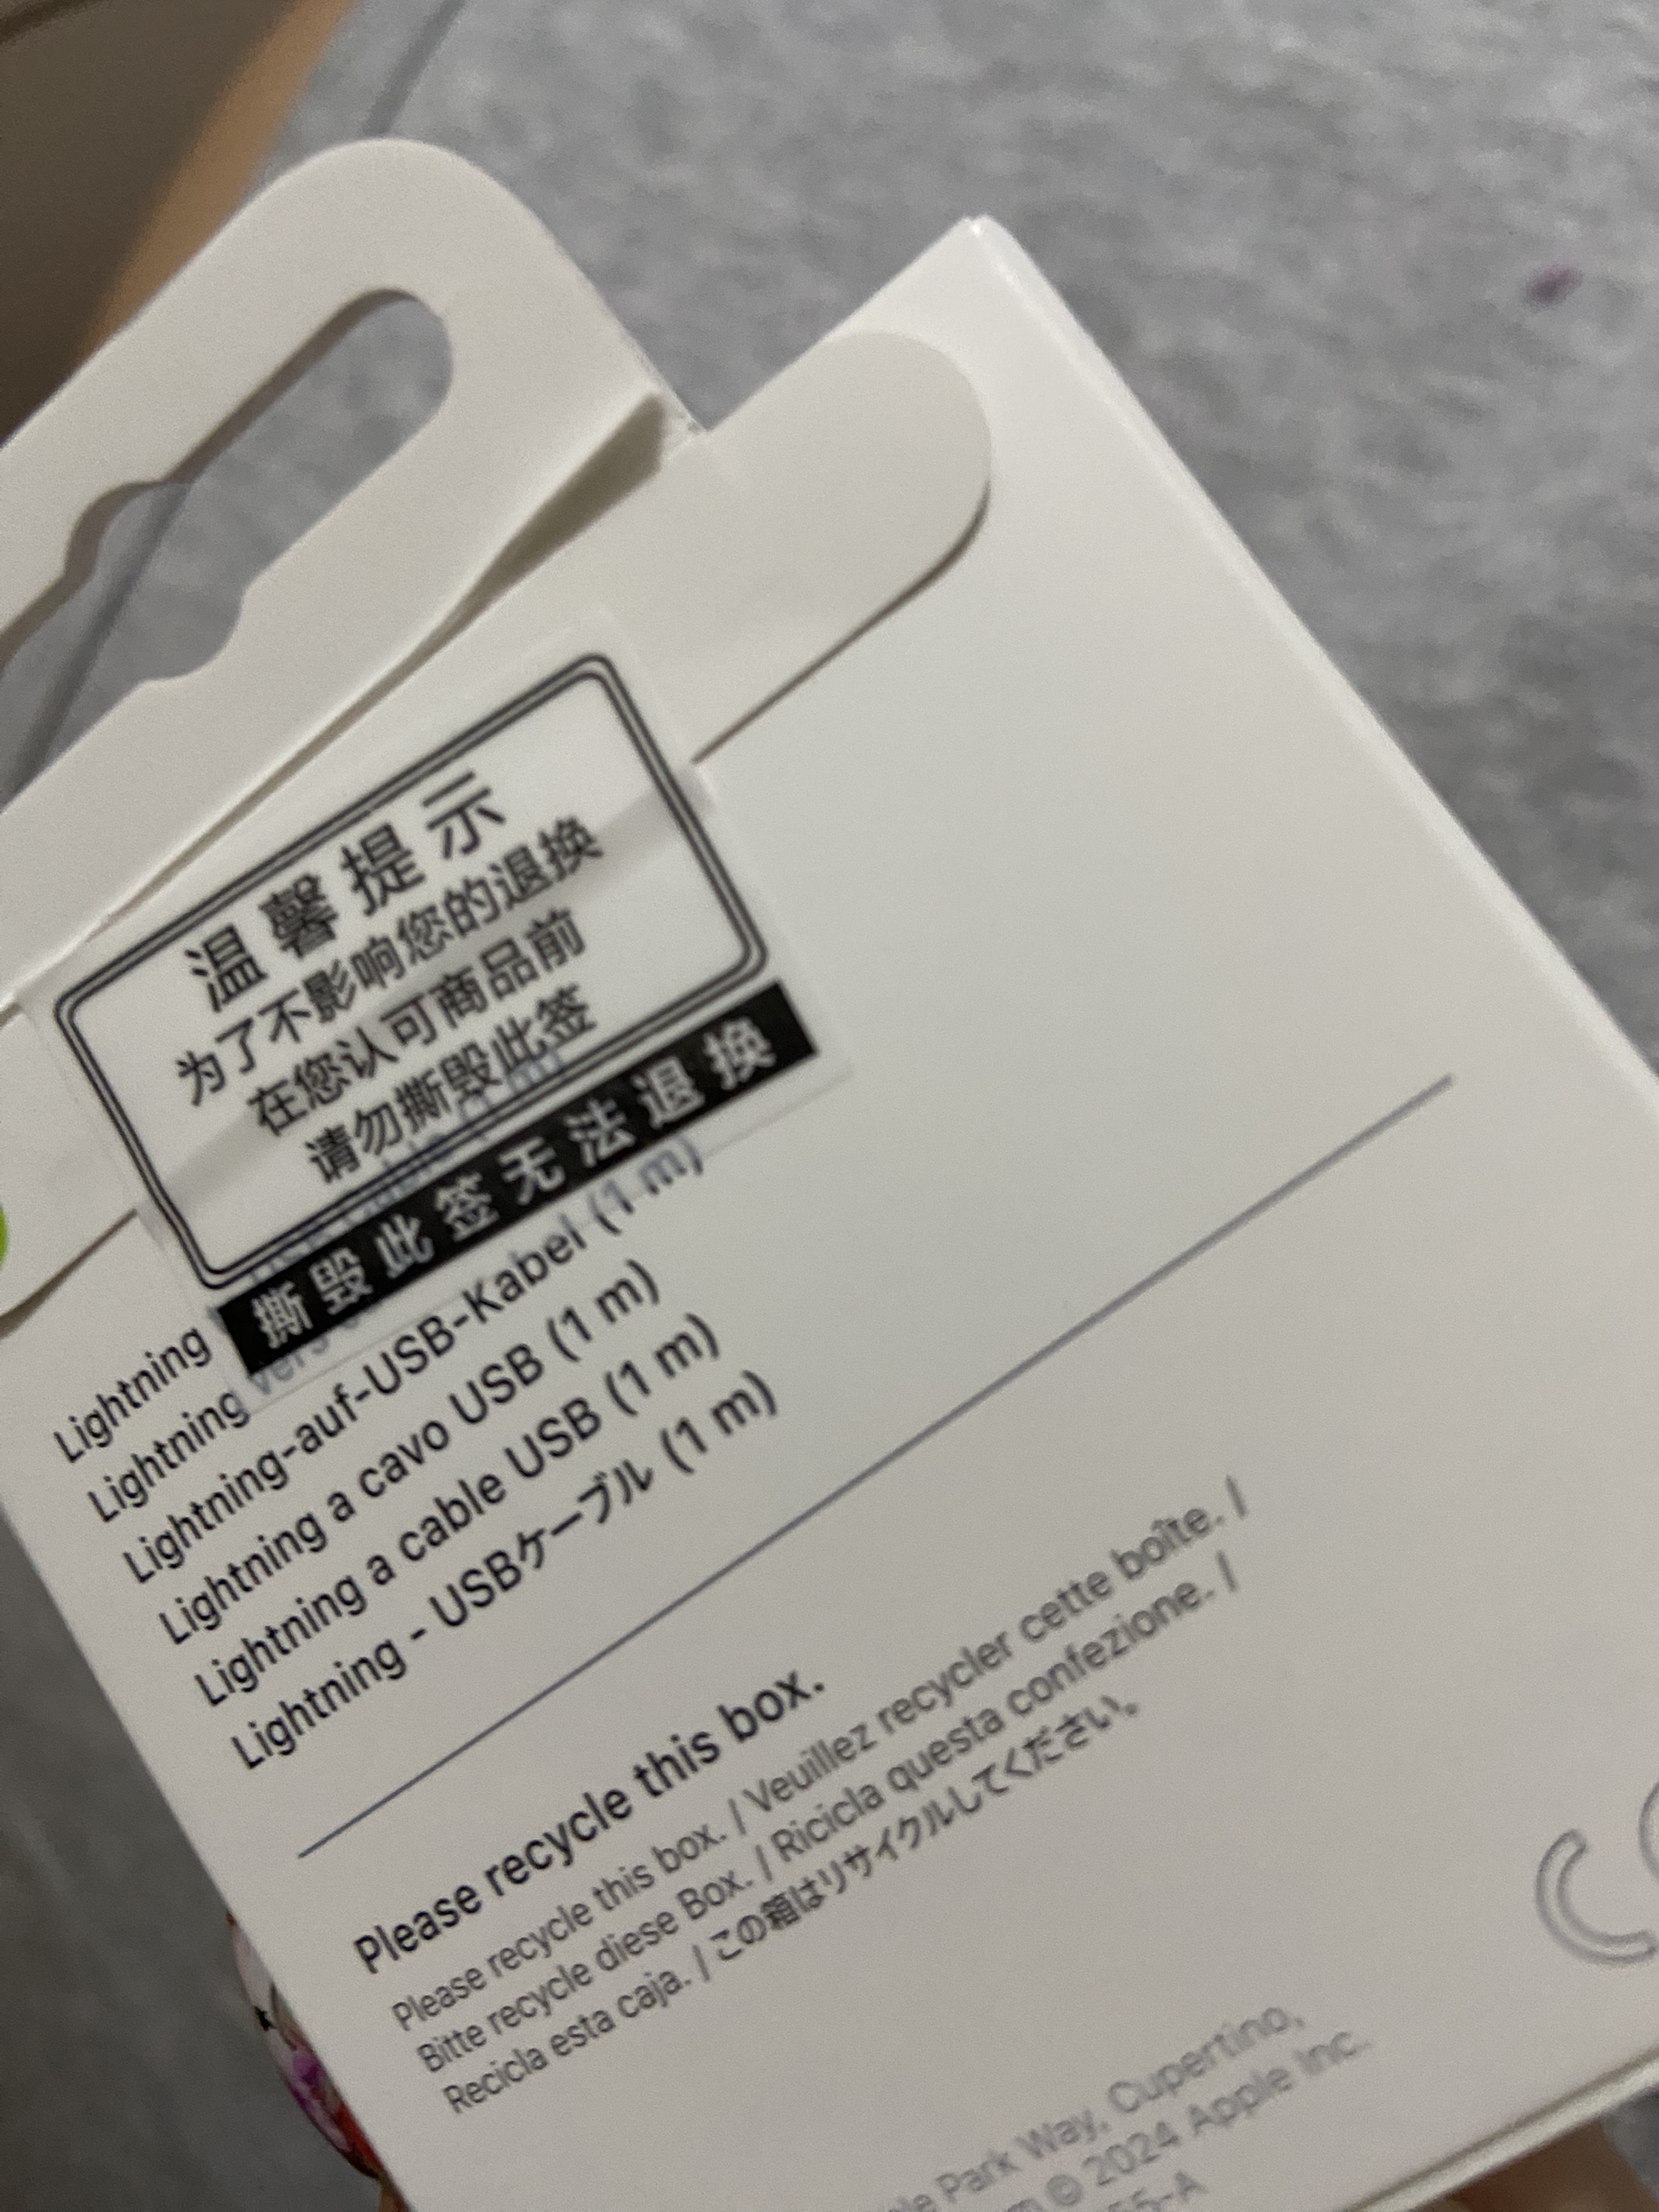 温馨提示
为了不影响您的退换
在您认可商品前
请勿撕毁此签
撕毁此签无法退换
Lightning
Lightning vers
Lightning-auf-USB-Kabel (1 m)
Lightning a cavo USB (1 m)
Lightning a cable USB (1 m)
Lightning - USBケーブル (1 m)
Please recycle this box.
Please recycle this box. / Veuillez recycler cette boîte. /
Bitte recycle diese Box. / Ricicla questa confezione. /
Recicla esta caja. / この箱はリサイクルしてください。
Park Way, Cupertino,
© 2024 Apple Inc.
-A